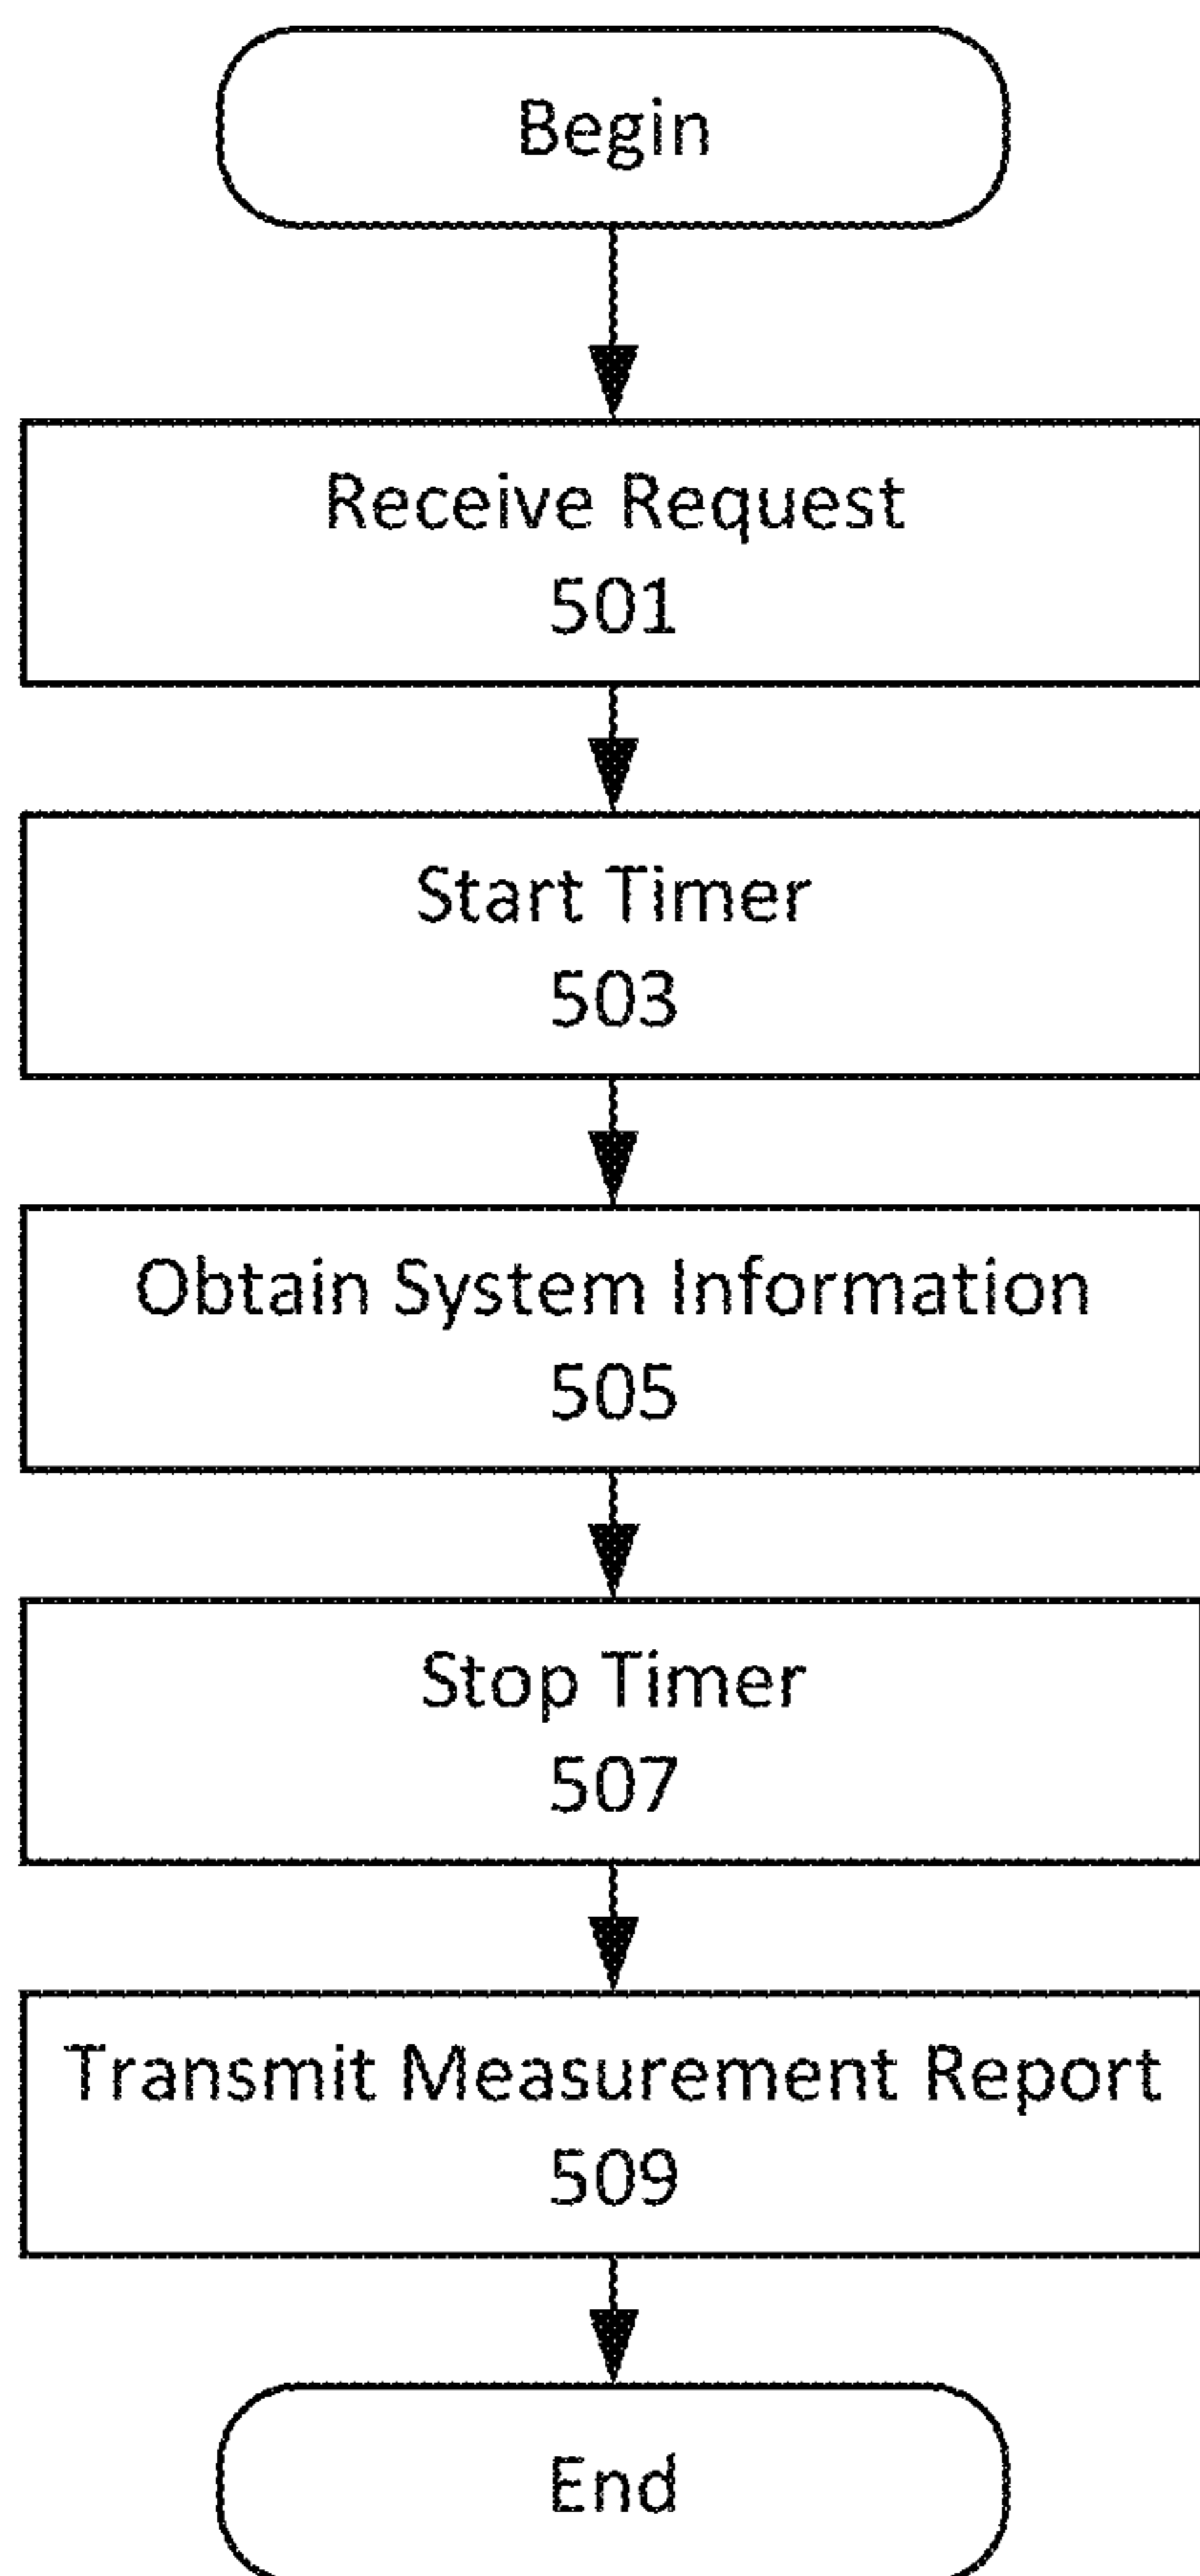 Begin
Receive Request
501
Start Timer
503
Obtain System Information
505
Stop Timer
507
Transmit Measurement Report
509
End